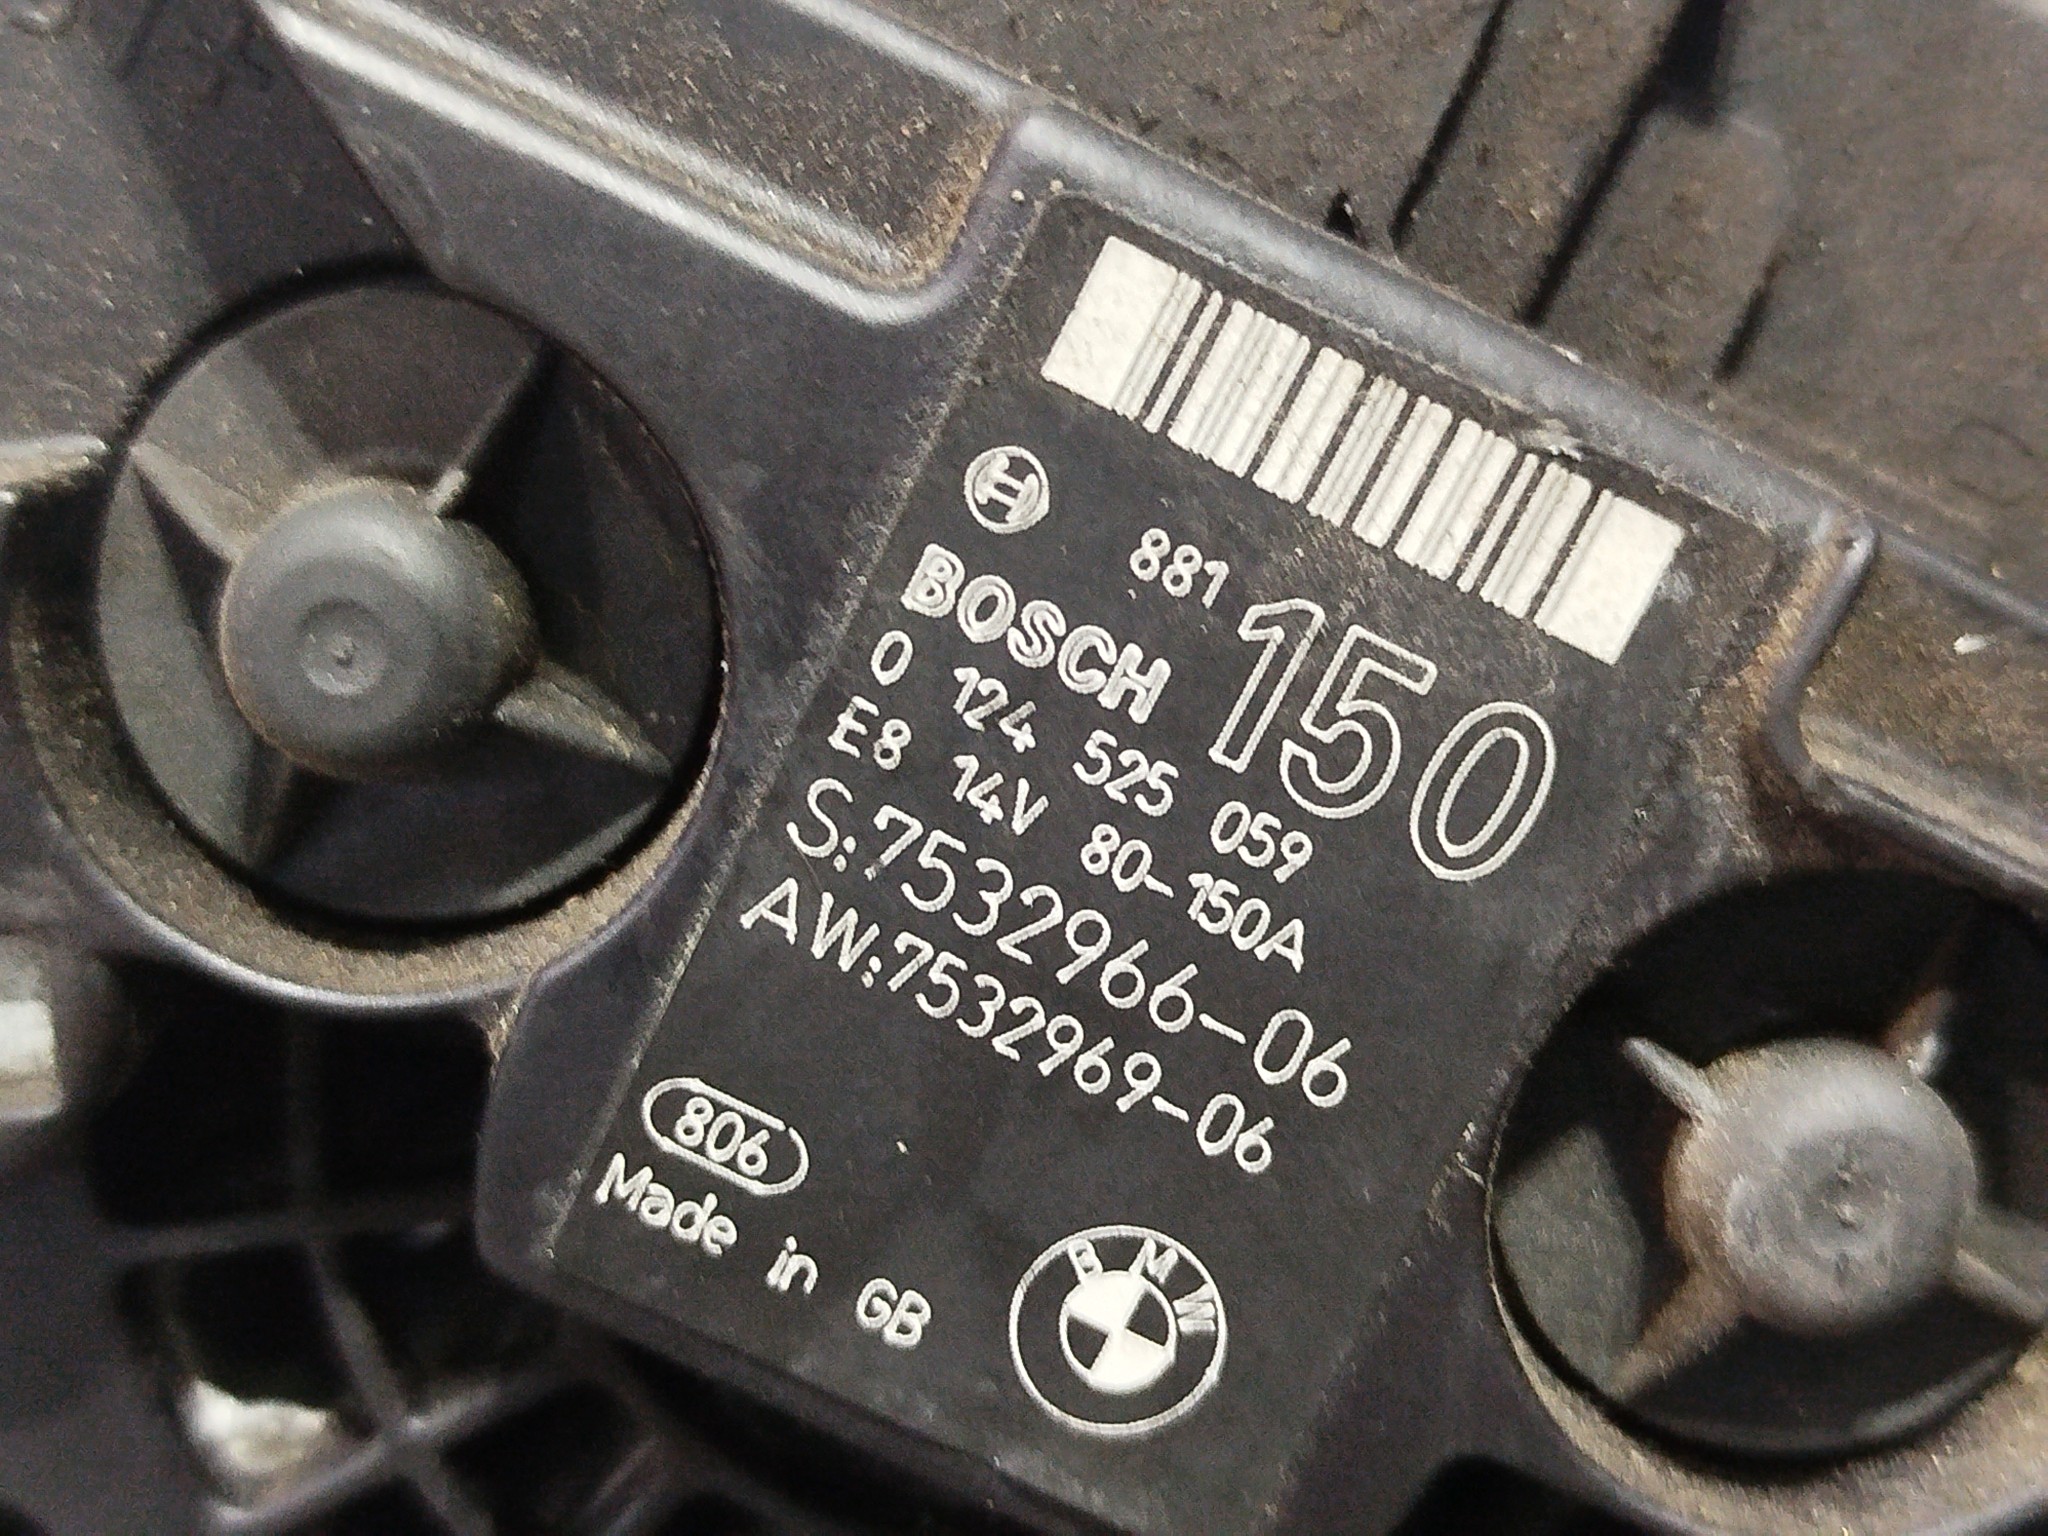 881
BOSCH 150
0 124 525 059
E8 14V 80-150A
S:7532966-06
AW:7532969-06
806
Made in GB
BMW